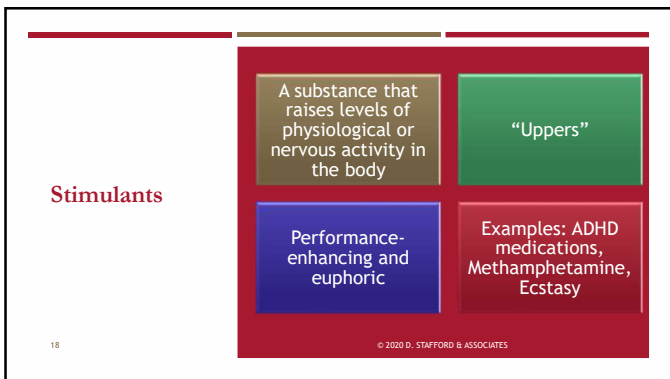 Stimulants
A substance that
raises levels of
physiological or
nervous activity in
the body
“Uppers”
Performance-
enhancing and
euphoric
Examples: ADHD
medications,
Methamphetamine,
Ecstasy
18
© 2020 D. STAFFORD & ASSOCIATES